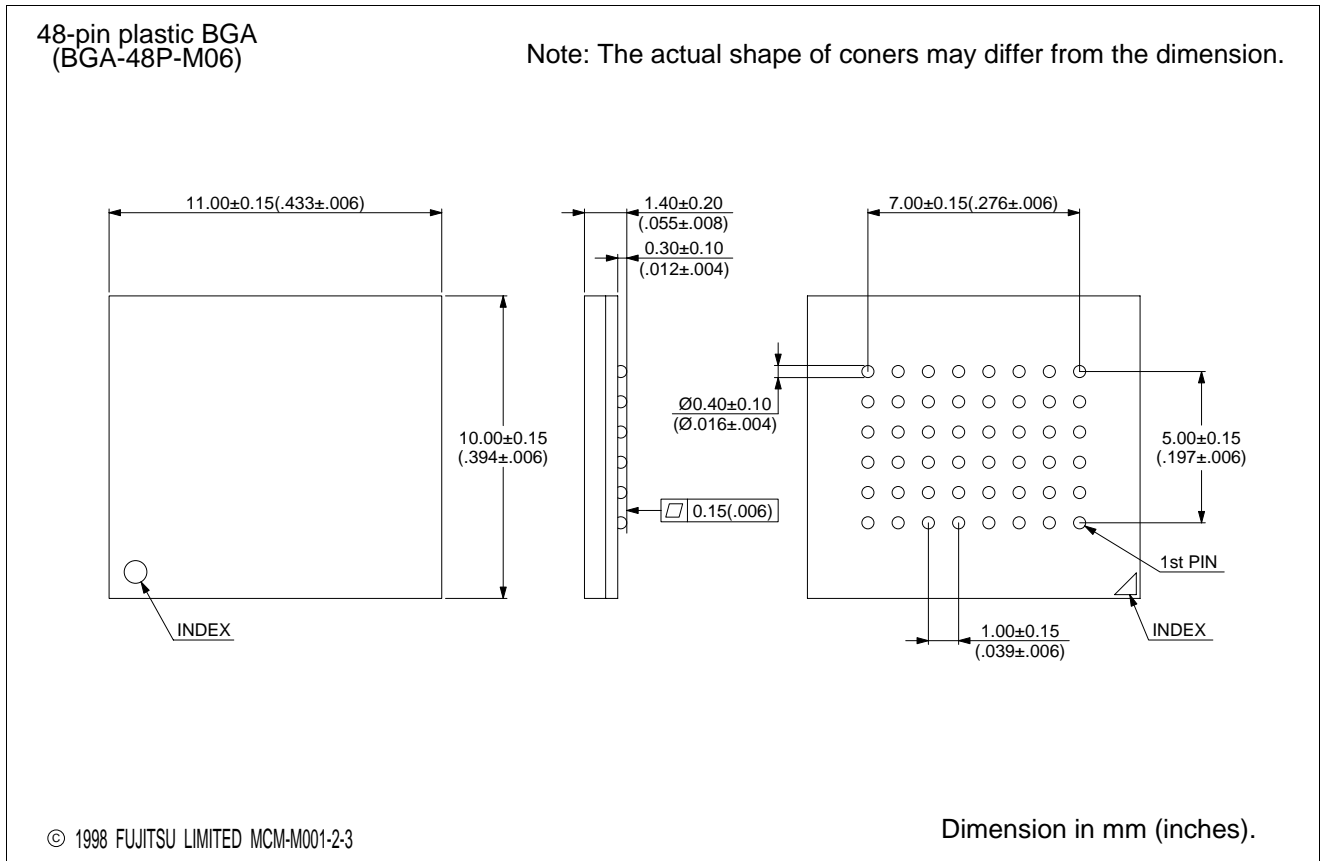 48-pin plastic BGA
(BGA-48P-M06)
Note: The actual shape of coners may differ from the dimension.
11.00±0.15(.433±.006)
1.40±0.20
(.055±.008)
0.30±0.10
(.012±.004)
7.00±0.15(.276±.006)
Ø0.40±0.10
(Ø.016±.004)
10.00±0.15
(.394±.006)
5.00±0.15
(.197±.006)
0.15(.006)
1st PIN
INDEX
1.00±0.15
(.039±.006)
INDEX
© 1998 FUJITSU LIMITED MCM-M001-2-3
Dimension in mm (inches).